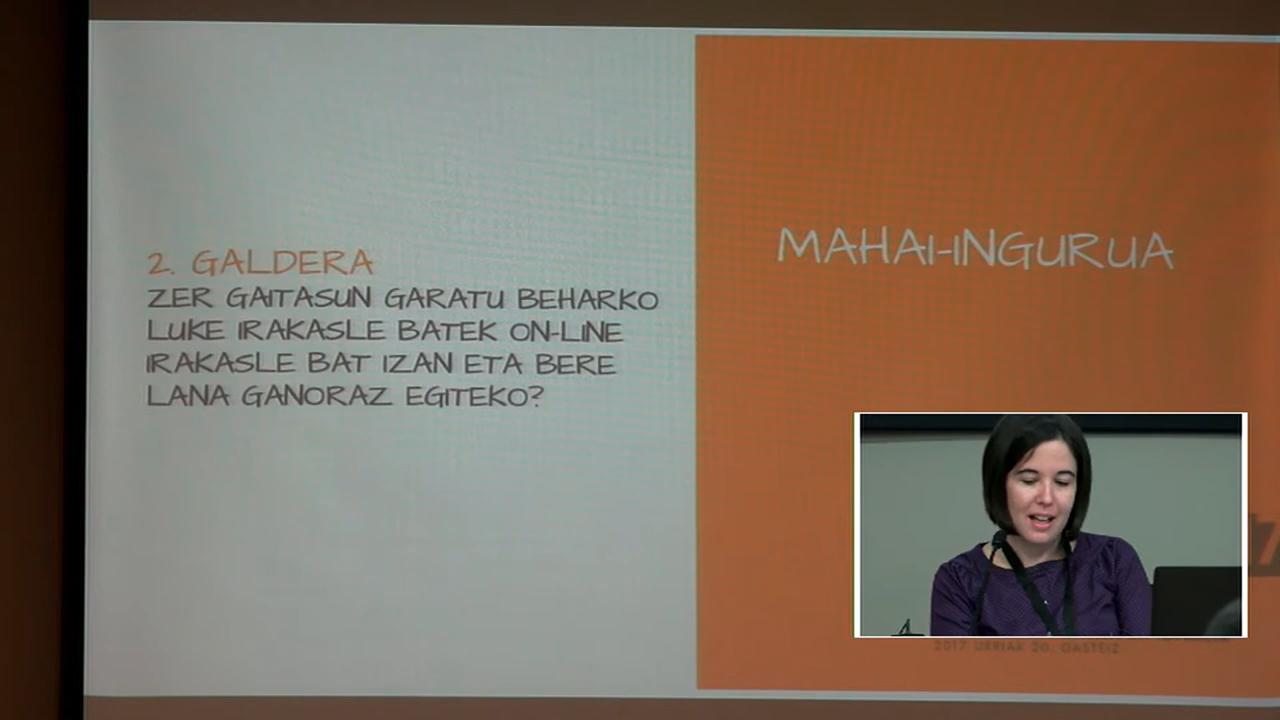 2. GALDERA
ZER GAITASUN GARATU BEHARKO
LUKE IRAKASLE BATEK ON-LINE
IRAKASLE BAT IZAN ETA BERE
LANA GANORAZ EGITEKO?
MAHAI-INGURUA
2017 URRIAK 20. GASTEIZ